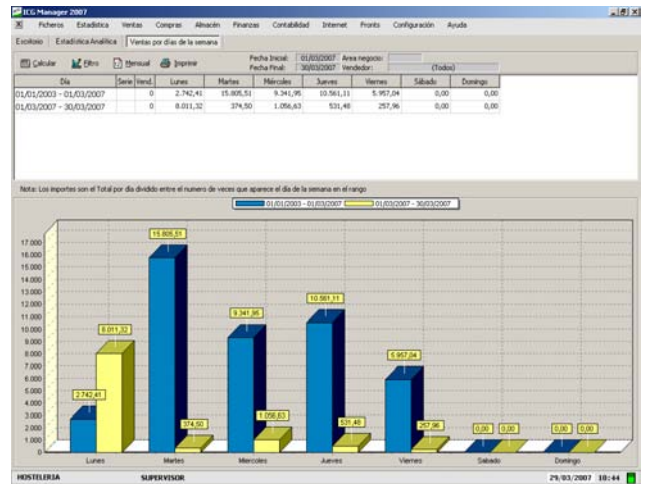 ICG Manager 2007
Ficheros Estadística Ventas Compras Almacén Finanzas Contabilidad Internet Fronts Configuración Ayuda
Escritorio Estadística Analítica Ventas por días de la semana
Calcular Filtro Mensual Imprimir Fecha Inicial: 01/03/2007 Area negocio:
Fecha Final: 30/03/2007 Vendedor: (Todos)
Día Serie Vend. Lunes Martes Miércoles Jueves Viernes Sábado Domingo
01/01/2003 - 01/03/2007 0 2.742,41 15.805,51 9.341,95 10.561,11 5.957,04 0,00 0,00
01/03/2007 - 30/03/2007 0 8.011,32 374,50 1.056,63 531,48 257,96 0,00 0,00
Nota: Los importes son el Total por día dividido entre el numero de veces que aparece el día de la semana en el rango
01/01/2003 - 01/03/2007 01/03/2007 - 30/03/2007
17.000
16.000
15.000
14.000
13.000
12.000
11.000
10.000
9.000
8.000
7.000
6.000
5.000
4.000
3.000
2.000
1.000
0
2.742,41 8.011,32 15.805,51 374,50 9.341,95 1.056,63 10.561,11 531,48 5.957,04 257,96 0,00 0,00 0,00 0,00
Lunes Martes Miercoles Jueves Viernes Sabado Domingo
HOSTELERIA SUPERVISOR 29/03/2007 10:44